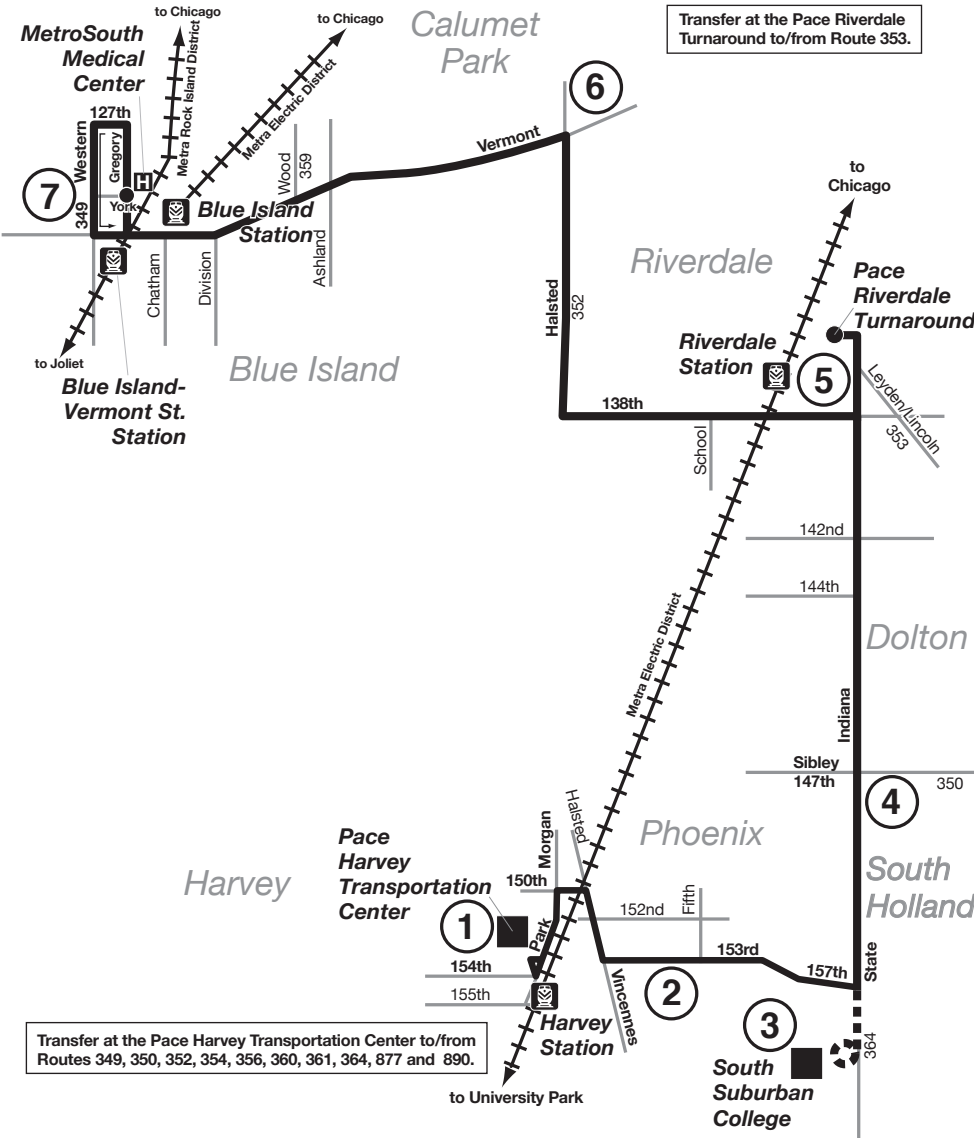 to Chicago
to Chicago
Calumet
Park
Transfer at the Pace Riverdale
Turnaround to/from Route 353.
MetroSouth
Medical
Center
Metra Rock Island District
Metra Electric District
6
127th
Western
Gregory
H
York
7
349
Wood
359
Vermont
Blue Island
Station
Ashland
Chatham
Division
to
Chicago
Riverdale
Pace
Riverdale
Turnaround
Halsted
352
Riverdale
Station
5
to Joliet
Blue Island
Blue Island-
Vermont St.
Station
138th
School
Leyden/Lincoln
353
142nd
144th
Dolton
Metra Electric District
Indiana
Sibley
147th
350
4
Pace
Harvey
Transportation
Center
Morgan
Halsted
Phoenix
Harvey
150th
South
Holland
1
Park
152nd
Fifth
153rd
157th
State
154th
155th
2
Vincennes
Harvey
Station
3
364
South
Suburban
College
Transfer at the Pace Harvey Transportation Center to/from
Routes 349, 350, 352, 354, 356, 360, 361, 364, 877 and 890.
to University Park